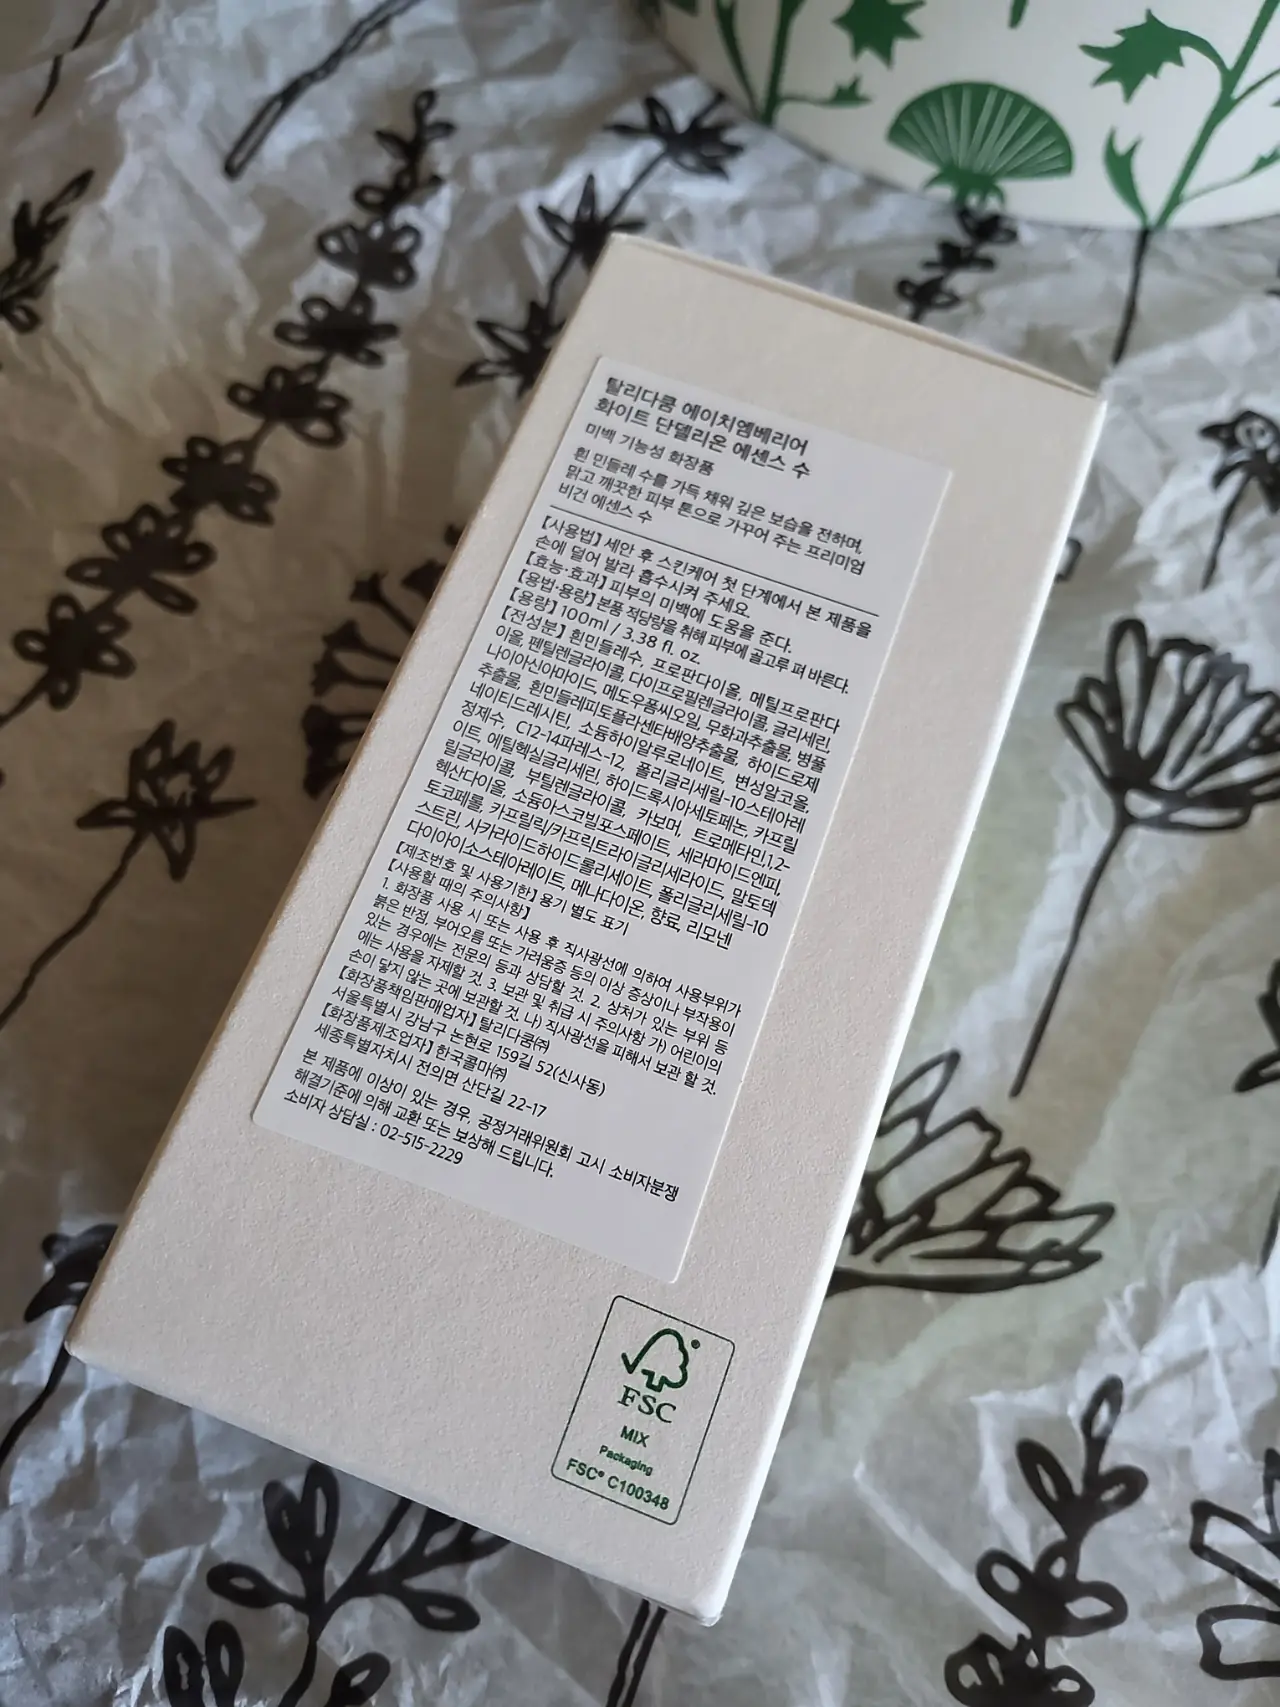 탈리다쿰 에이치엠베리어
화이트 단델리온 에센스 수
미백 기능성 화장품
흰 민들레 수를 가득 채워 깊은 보습을 전하며,
맑고 깨끗한 피부 톤으로 가꾸어 주는 프리미엄
비건 에센스 수
【사용법】 세안 후 스킨케어 첫 단계에서 본 제품을
손에 덜어 발라 흡수시켜 주세요.
【효능·효과】 피부의 미백에 도움을 준다.
【용법·용량】 본품 적당량을 취해 피부에 골고루 펴 바른다.
【용량】 100ml / 3.38 fl. oz.
【전성분】 흰민들레수, 프로판다이올, 메틸프로판다
이올, 펜틸렌글라이콜, 다이프로필렌글라이콜, 글리세린,
나이아신아마이드, 메도우폼씨오일, 무화과추출물, 병풀
추출물, 흰민들레피토플라센타배양추출물, 하이드로제
네이티드레시틴, 소듐하이알루로네이트, 변성알코올,
정제수, C12-14파레스-12, 폴리글리세릴-10스테아레
이트, 에틸헥실글리세린, 하이드록시아세토페논, 카프릴
릴글라이콜, 부틸렌글라이콜, 카보머, 트로메타민1,2-
헥산다이올, 소듐아스코빌포스페이트, 세라마이드엔피,
토코페롤, 카프릴릭/카프릭트라이글리세라이드, 말토덱
스트린, 사카라이드하이드롤리세이트, 폴리글리세릴-10
다이아이소스테아레이트, 메나다이온, 향료, 리모넨
【제조번호 및 사용기한】 용기 별도 표기
【사용할 때의 주의사항】
1. 화장품 사용 시 또는 사용 후 직사광선에 의하여 사용부위가
붉은 반점, 부어오름 또는 가려움증 등의 이상 증상이나 부작용이
있는 경우에는 전문의 등과 상담할 것. 2. 상처가 있는 부위 등
에는 사용을 자제할 것. 3. 보관 및 취급 시 주의사항 가) 어린이의
손이 닿지 않는 곳에 보관할 것. 나) 직사광선을 피해서 보관 할 것.
【화장품책임판매업자】 탈리다쿰㈜
서울특별시 강남구 논현로 159길 52(신사동)
【화장품제조업자】 한국콜마㈜
세종특별자치시 전의면 산단길 22-17
본 제품에 이상이 있는 경우, 공정거래위원회 고시 소비자분쟁
해결기준에 의해 교환 또는 보상해 드립니다.
소비자 상담실 : 02-515-2229
FSC
MIX
Packaging
FSC® C100348